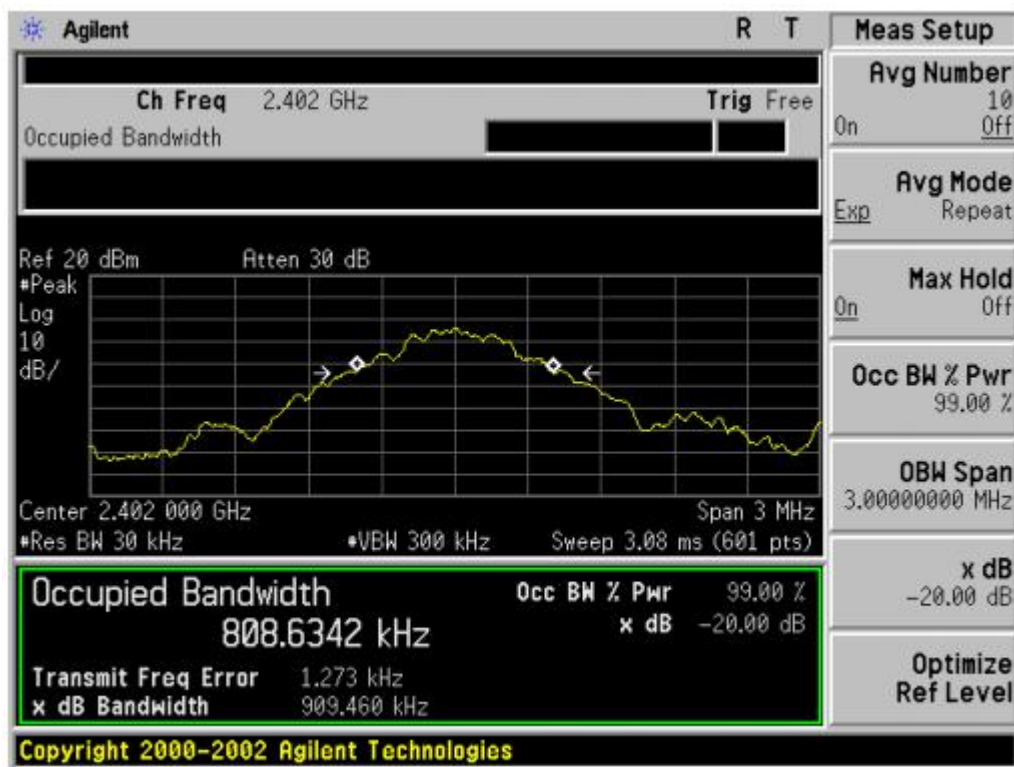 Agilent R T
Ch Freq 2.402 GHz Trig Free
Occupied Bandwidth
Ref 20 dBm Atten 30 dB
#Peak
Log
10
dB/
Center 2.402 000 GHz Span 3 MHz
#Res BW 30 kHz #VBW 300 kHz Sweep 3.08 ms (601 pts)
Occupied Bandwidth
808.6342 kHz
Occ BW % Pwr 99.00 %
x dB -20.00 dB
Transmit Freq Error 1.273 kHz
x dB Bandwidth 909.460 kHz
Copyright 2000-2002 Agilent Technologies
Meas Setup
Avg Number
10
On Off
Avg Mode
Exp Repeat
Max Hold
On Off
Occ BW % Pwr
99.00 %
OBW Span
3.00000000 MHz
x dB
-20.00 dB
Optimize
Ref Level